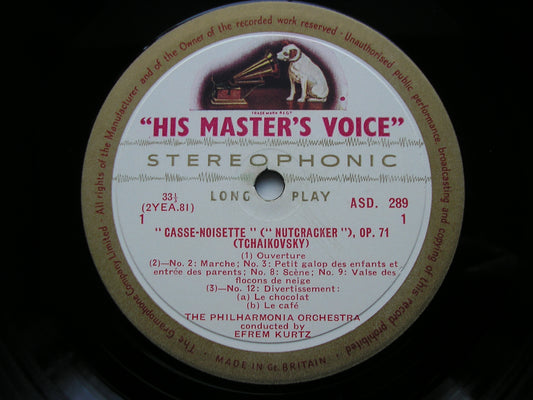 All rights of the Manufacturer and of the Owner of the recorded work reserved. Unauthorised public performance, broadcasting and copying of this record prohibited
TRADE MARK REGD
"HIS MASTER'S VOICE"
STEREOPHONIC
LONG PLAY
33⅓
(2YEA.81)
1
ASD. 289
1
" CASSE-NOISETTE " (" NUTCRACKER "), OP. 71
(TCHAIKOVSKY)
(1) Ouverture
(2)—No. 2: Marche; No. 3: Petit galop des enfants et
entrée des parents; No. 8: Scène; No. 9: Valse des
flocons de neige
(3)—No. 12: Divertissement:
(a) Le chocolat
(b) Le café
THE PHILHARMONIA ORCHESTRA
conducted by
EFREM KURTZ
The Gramophone Company Limited.
MADE IN Gt. BRITAIN